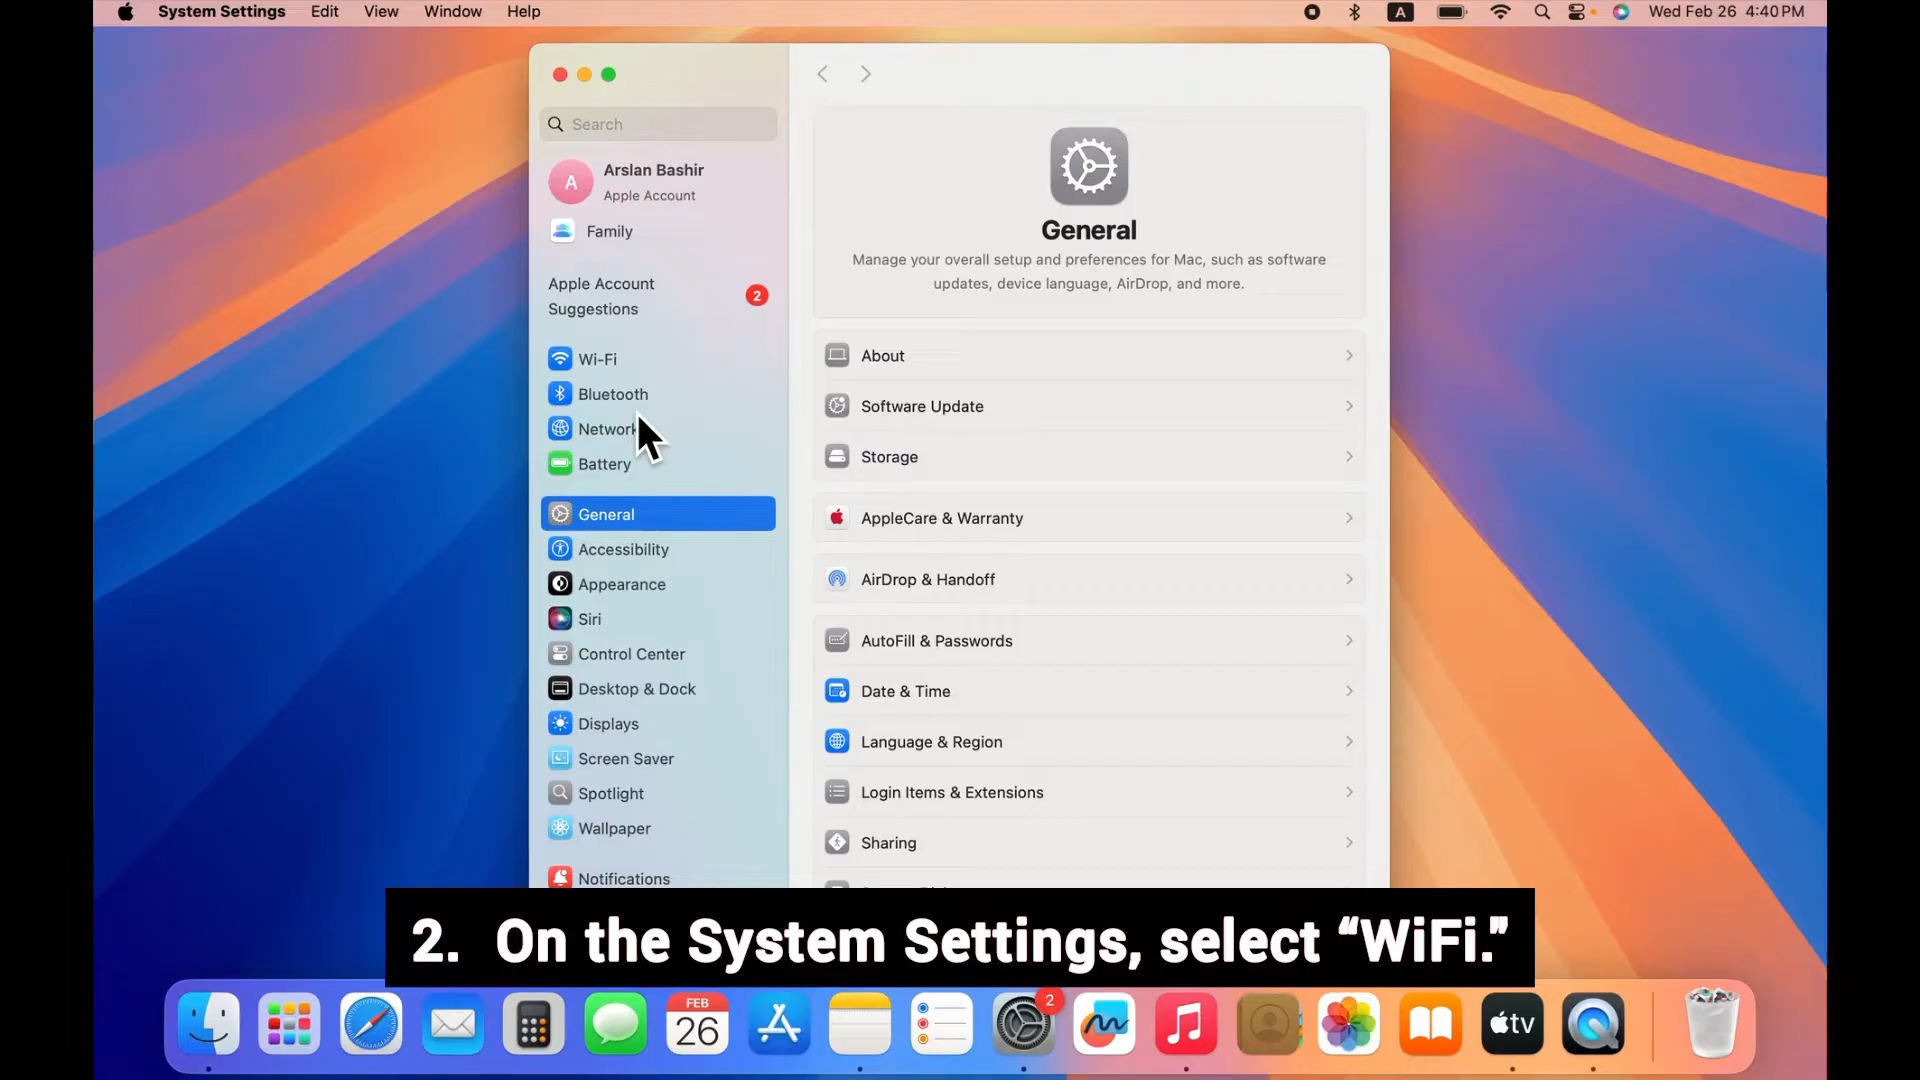 System Settings Edit View Window Help
A Wed Feb 26 4:40 PM
Search
A
Arslan Bashir
Apple Account
Family
Apple Account
Suggestions
2
Wi-Fi
Bluetooth
Network
Battery
General
Accessibility
Appearance
Siri
Control Center
Desktop & Dock
Displays
Screen Saver
Spotlight
Wallpaper
Notifications
General
Manage your overall setup and preferences for Mac, such as software
updates, device language, AirDrop, and more.
About
Software Update
Storage
AppleCare & Warranty
AirDrop & Handoff
AutoFill & Passwords
Date & Time
Language & Region
Login Items & Extensions
Sharing
2. On the System Settings, select “WiFi.”
FEB
26
2
tv